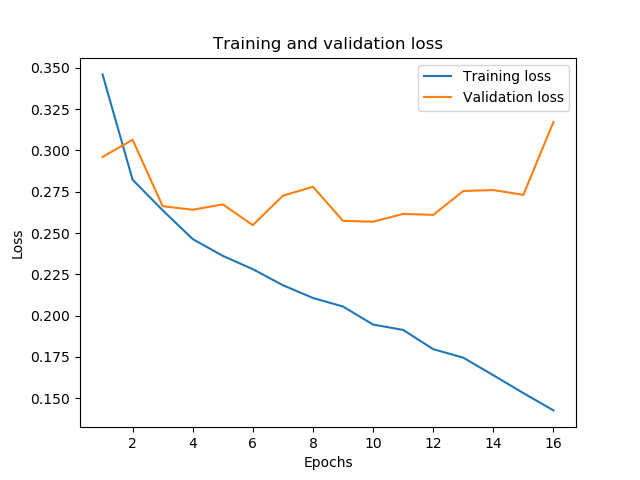 Training and validation loss
Training loss
Validation loss
Loss
0.350
0.325
0.300
0.275
0.250
0.225
0.200
0.175
0.150
2 4 6 8 10 12 14 16
Epochs